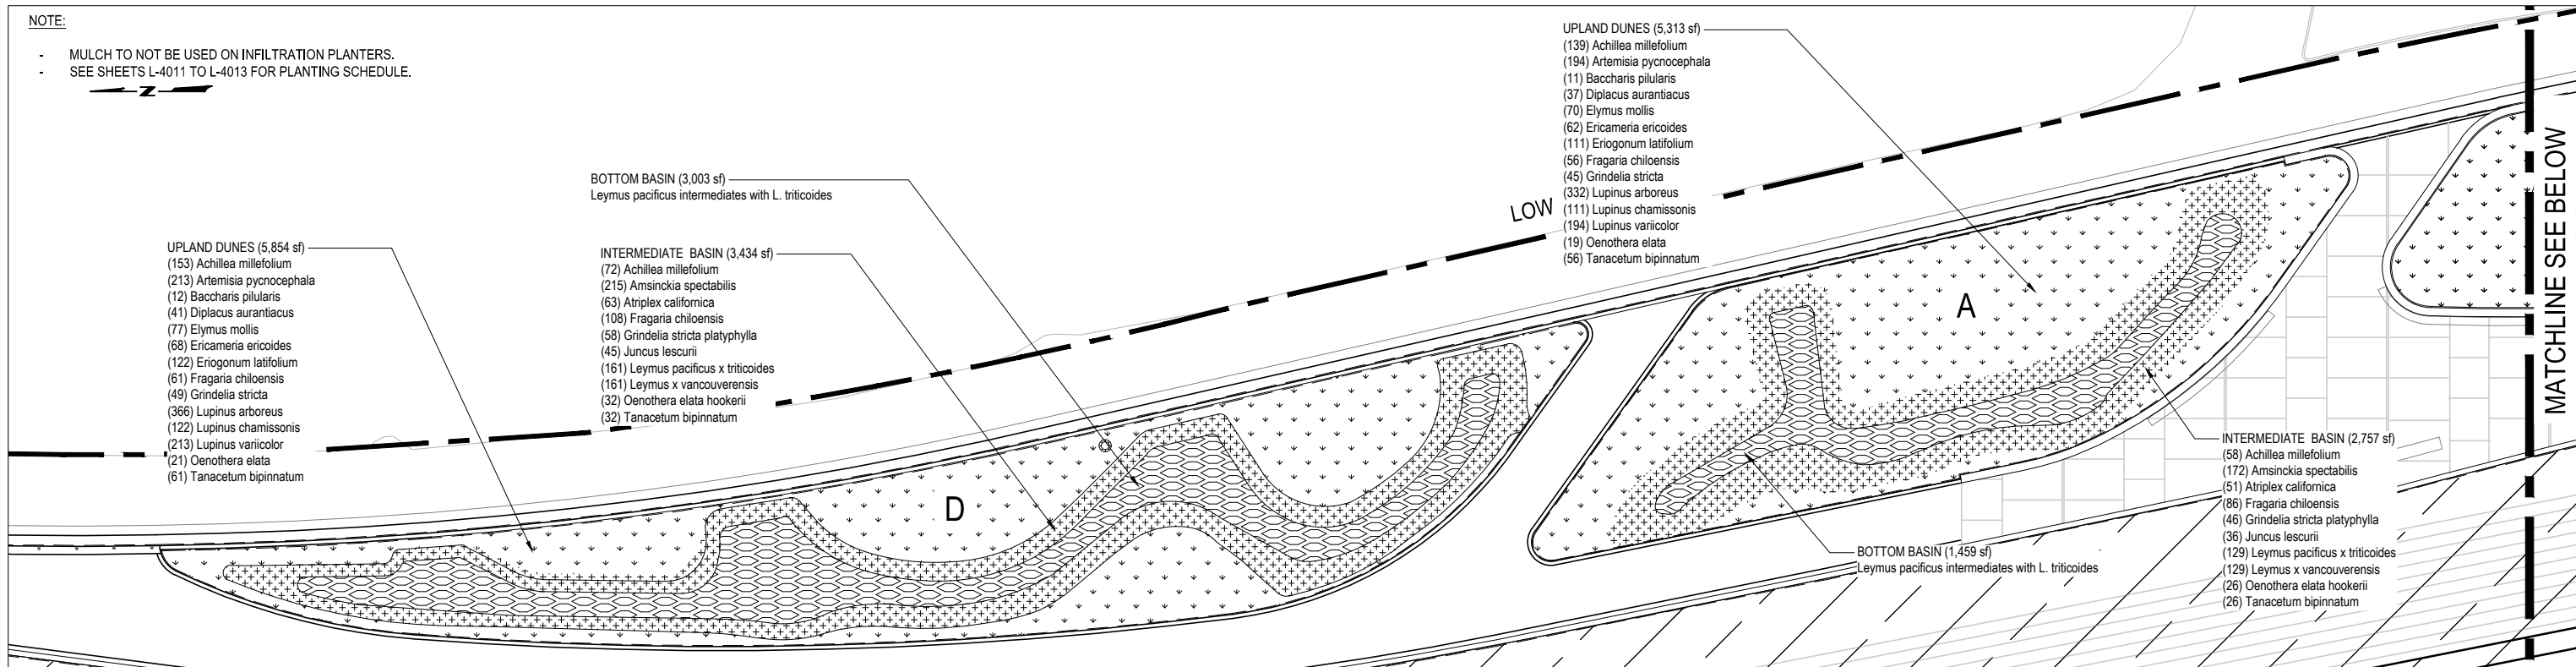 NOTE:
- MULCH TO NOT BE USED ON INFILTRATION PLANTERS.
- SEE SHEETS L-4011 TO L-4013 FOR PLANTING SCHEDULE.
N
UPLAND DUNES (5,854 sf)
(153) Achillea millefolium
(213) Artemisia pycnocephala
(12) Baccharis pilularis
(41) Diplacus aurantiacus
(77) Elymus mollis
(68) Ericameria ericoides
(122) Eriogonum latifolium
(61) Fragaria chiloensis
(49) Grindelia stricta
(366) Lupinus arboreus
(122) Lupinus chamissonis
(213) Lupinus variicolor
(21) Oenothera elata
(61) Tanacetum bipinnatum
BOTTOM BASIN (3,003 sf)
Leymus pacificus intermediates with L. triticoides
INTERMEDIATE BASIN (3,434 sf)
(72) Achillea millefolium
(215) Amsinckia spectabilis
(63) Atriplex californica
(108) Fragaria chiloensis
(58) Grindelia stricta platyphylla
(45) Juncus lescurii
(161) Leymus pacificus x triticoides
(161) Leymus x vancouverensis
(32) Oenothera elata hookerii
(32) Tanacetum bipinnatum
D
LOW
UPLAND DUNES (5,313 sf)
(139) Achillea millefolium
(194) Artemisia pycnocephala
(11) Baccharis pilularis
(37) Diplacus aurantiacus
(70) Elymus mollis
(62) Ericameria ericoides
(111) Eriogonum latifolium
(56) Fragaria chiloensis
(45) Grindelia stricta
(332) Lupinus arboreus
(111) Lupinus chamissonis
(194) Lupinus variicolor
(19) Oenothera elata
(56) Tanacetum bipinnatum
A
BOTTOM BASIN (1,459 sf)
Leymus pacificus intermediates with L. triticoides
INTERMEDIATE BASIN (2,757 sf)
(58) Achillea millefolium
(172) Amsinckia spectabilis
(51) Atriplex californica
(86) Fragaria chiloensis
(46) Grindelia stricta platyphylla
(36) Juncus lescurii
(129) Leymus pacificus x triticoides
(129) Leymus x vancouverensis
(26) Oenothera elata hookerii
(26) Tanacetum bipinnatum
MATCHLINE SEE BELOW